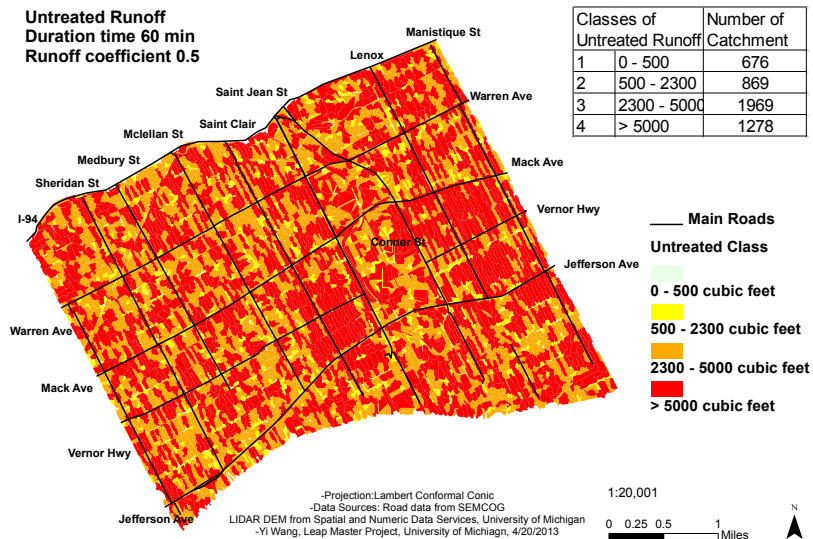 Untreated Runoff
Duration time 60 min
Runoff coefficient 0.5
Classes of Untreated Runoff Number of Catchment
1 0 - 500 676
2 500 - 2300 869
3 2300 - 5000 1969
4 > 5000 1278
Manistique St
Lenox
Saint Jean St
Warren Ave
Saint Clair
Mclellan St
Medbury St
Mack Ave
Sheridan St
Vernor Hwy
I-94
Conner St
Jefferson Ave
Warren Ave
Mack Ave
Vernor Hwy
Jefferson Ave
Main Roads
Untreated Class
0 - 500 cubic feet
500 - 2300 cubic feet
2300 - 5000 cubic feet
> 5000 cubic feet
-Projection:Lambert Conformal Conic
-Data Sources: Road data from SEMCOG
LIDAR DEM from Spatial and Numeric Data Services, University of Michigan
-Yi Wang, Leap Master Project, University of Michiagn, 4/20/2013
1:20,001
0 0.25 0.5 1
Miles
N